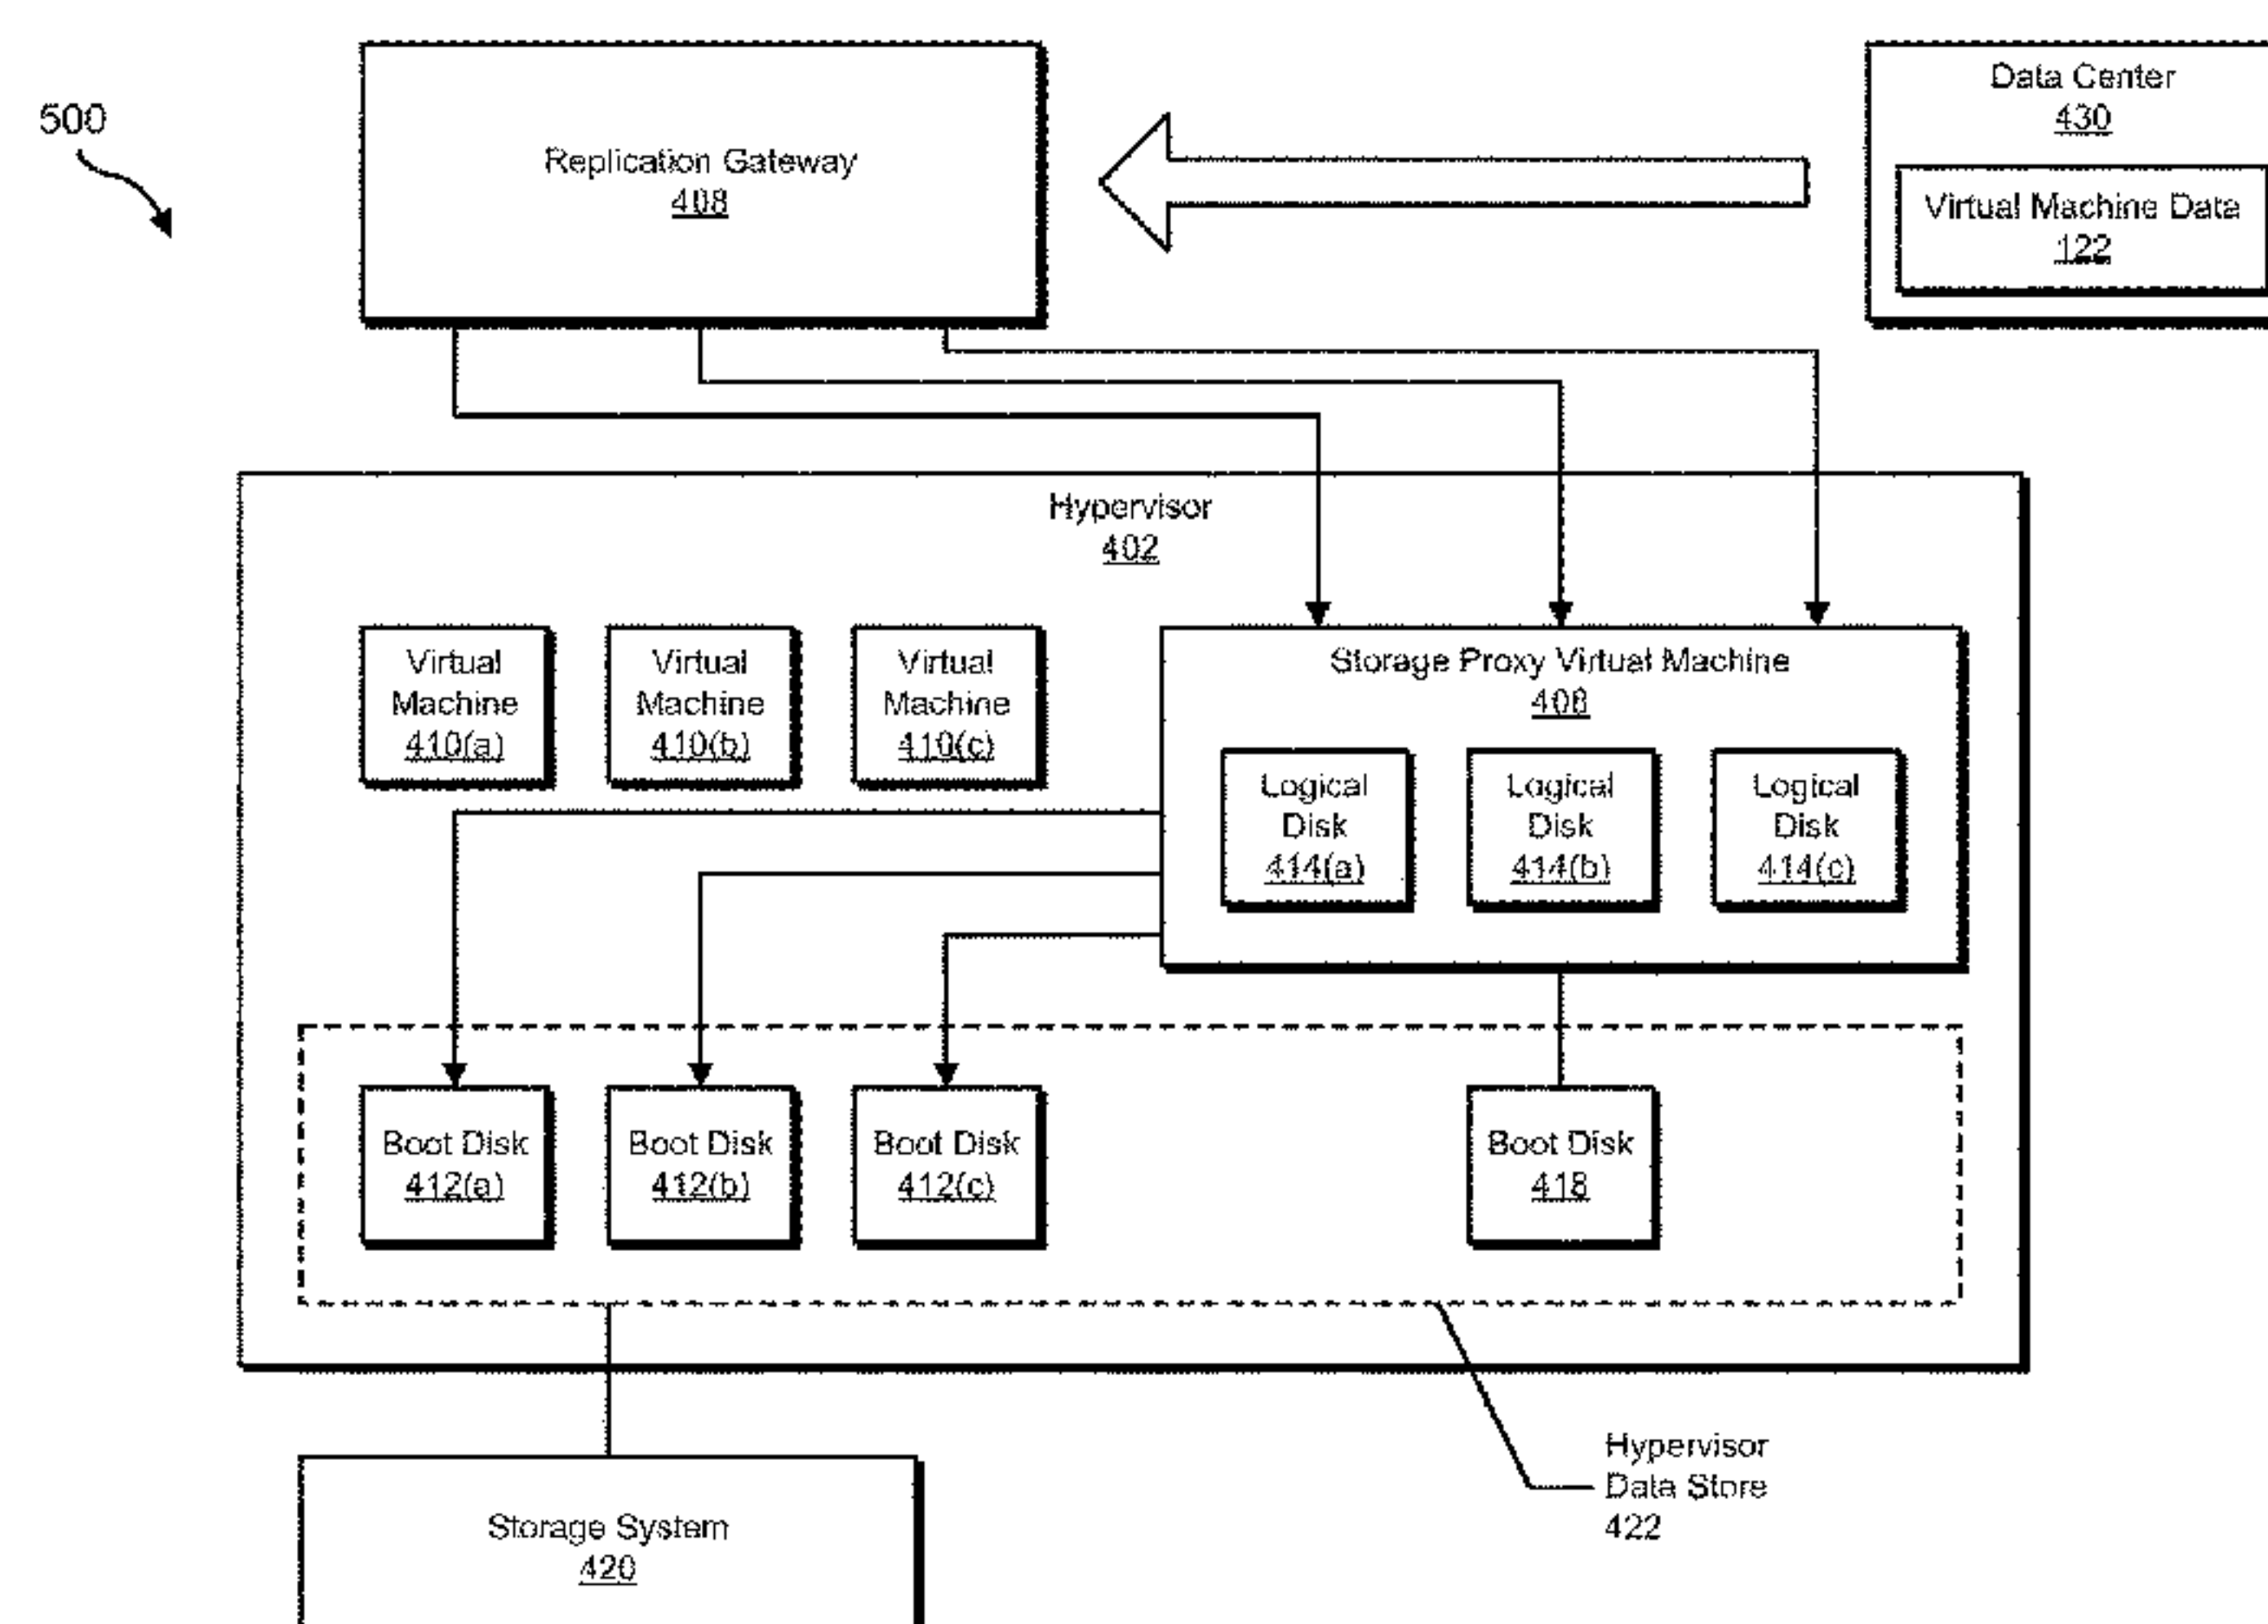 500
Replication Gateway
408
Data Center
430
Virtual Machine Data
122
Hypervisor
402
Virtual
Machine
410(a)
Virtual
Machine
410(b)
Virtual
Machine
410(c)
Storage Proxy Virtual Machine
406
Logical
Disk
414(a)
Logical
Disk
414(b)
Logical
Disk
414(c)
Boot Disk
412(a)
Boot Disk
412(b)
Boot Disk
412(c)
Boot Disk
418
Hypervisor
Data Store
422
Storage System
420